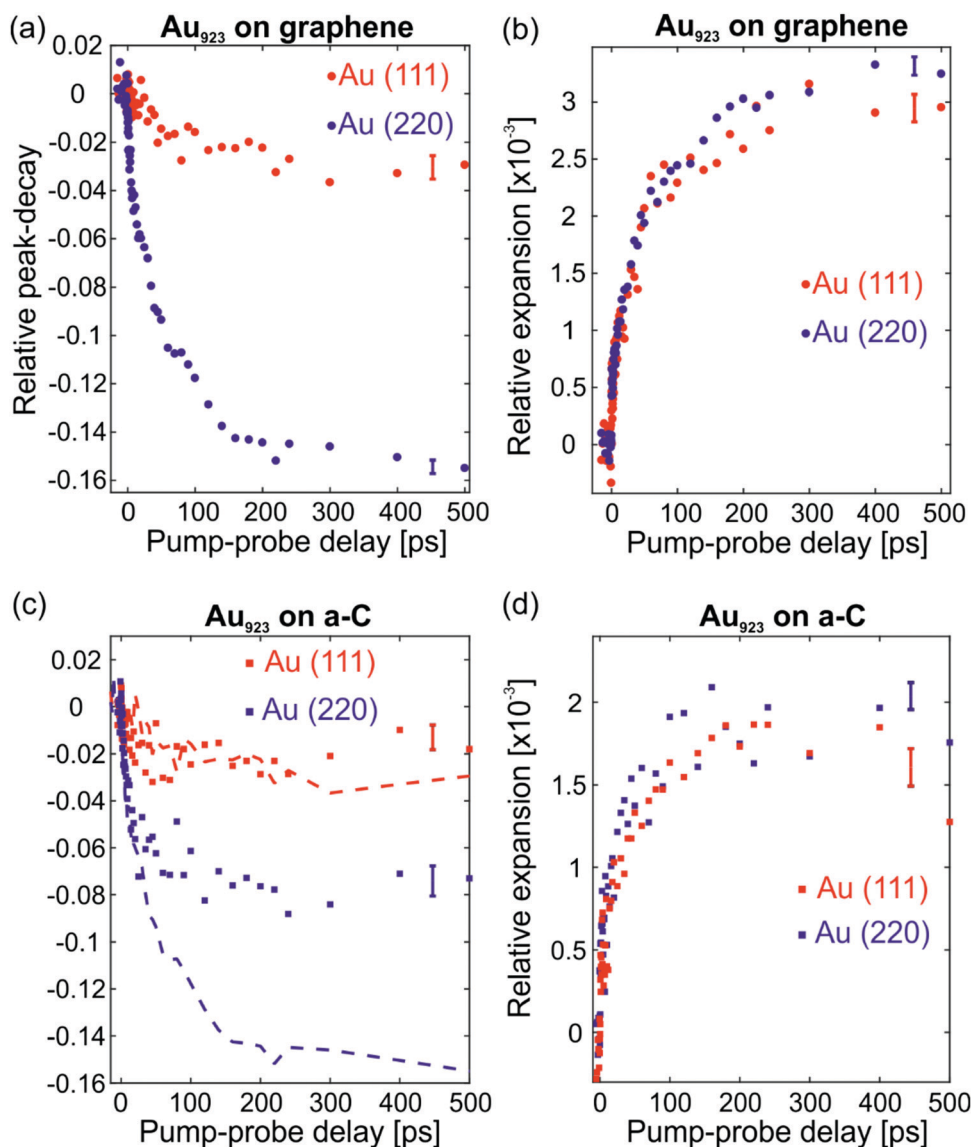 (a)
Au₉₂₃ on graphene
Au (111)
Au (220)
Relative peak-decay
0.02
0
-0.02
-0.04
-0.06
-0.08
-0.1
-0.12
-0.14
-0.16
0 100 200 300 400 500
Pump-probe delay [ps]
(b)
Au₉₂₃ on graphene
Relative expansion [x10⁻³]
3
2.5
2
1.5
1
0.5
0
Au (111)
Au (220)
0 100 200 300 400 500
Pump-probe delay [ps]
(c)
Au₉₂₃ on a-C
Au (111)
Au (220)
0.02
0
-0.02
-0.04
-0.06
-0.08
-0.1
-0.12
-0.14
-0.16
0 100 200 300 400 500
Pump-probe delay [ps]
(d)
Au₉₂₃ on a-C
Relative expansion [x10⁻³]
2
1.5
1
0.5
0
Au (111)
Au (220)
0 100 200 300 400 500
Pump-probe delay [ps]